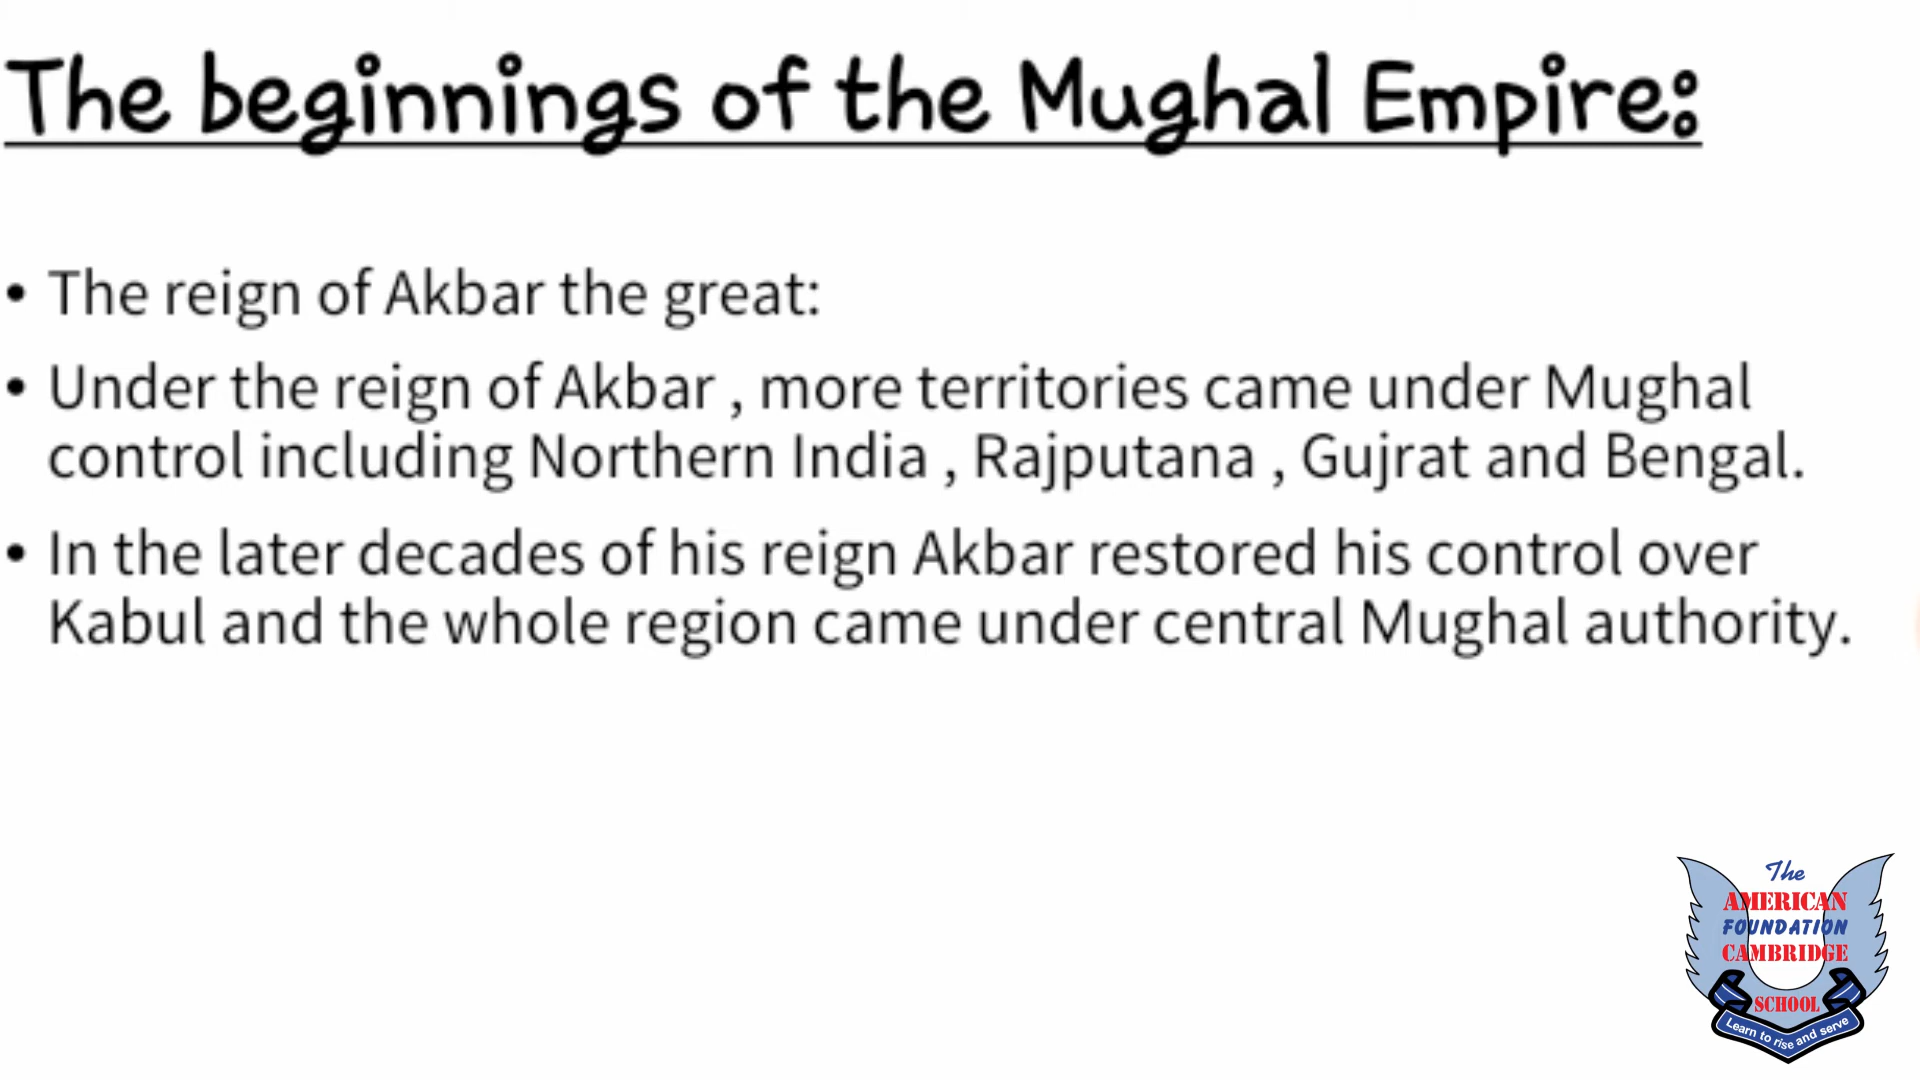 The beginnings of the Mughal Empire:
• The reign of Akbar the great:
• Under the reign of Akbar , more territories came under Mughal
control including Northern India , Rajputana , Gujrat and Bengal.
• In the later decades of his reign Akbar restored his control over
Kabul and the whole region came under central Mughal authority.
The
AMERICAN
FOUNDATION
CAMBRIDGE
SCHOOL
Learn to rise and serve